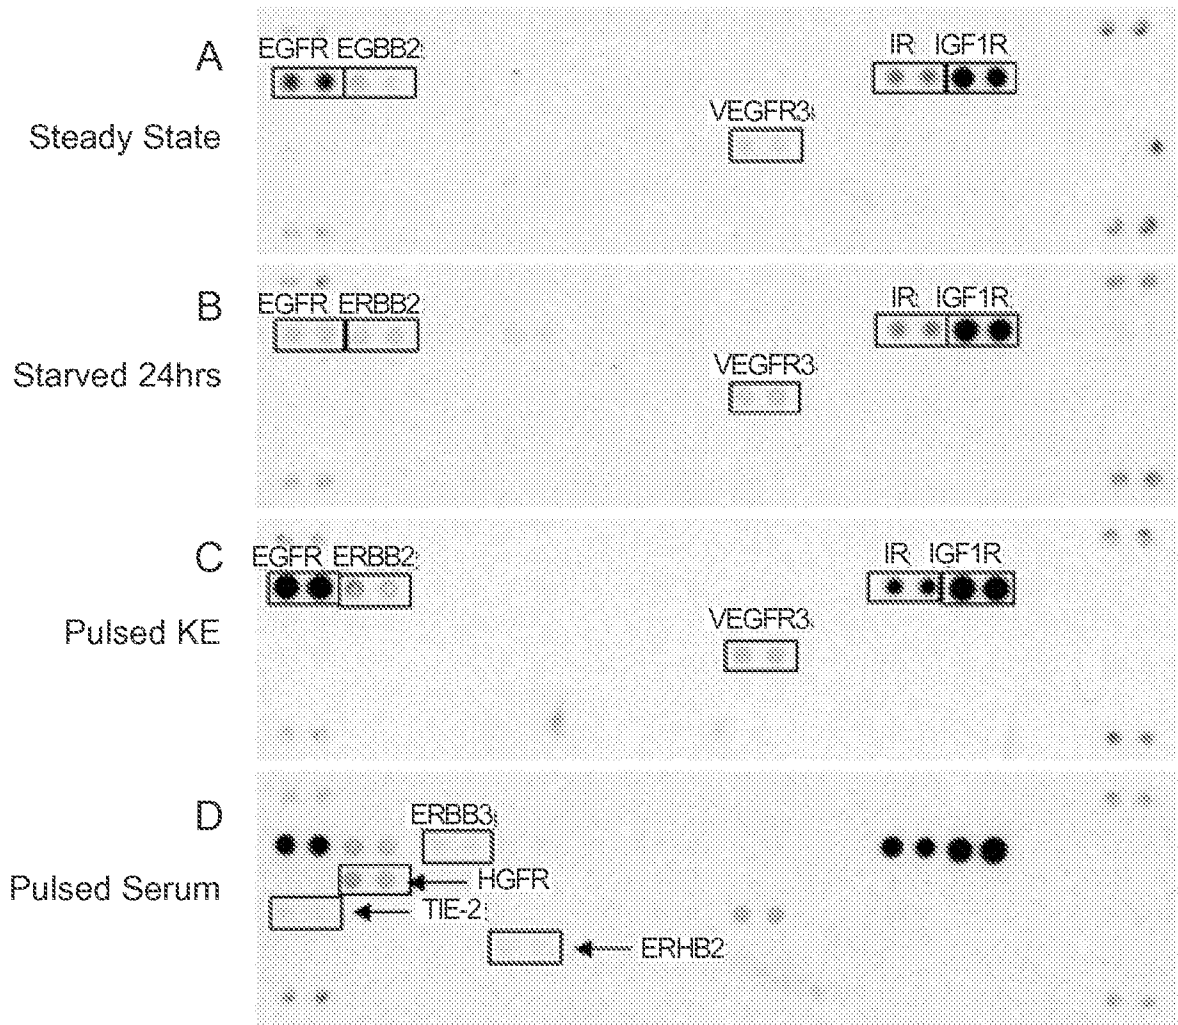 A
Steady State
EGFR EGBB2
IR IGF1R
VEGFR3
B
Starved 24hrs
EGFR ERBB2
IR IGF1R
VEGFR3
C
Pulsed KE
EGFR ERBB2
IR IGF1R
VEGFR3
D
Pulsed Serum
ERBB3
HGFR
TIE-2
ERHB2